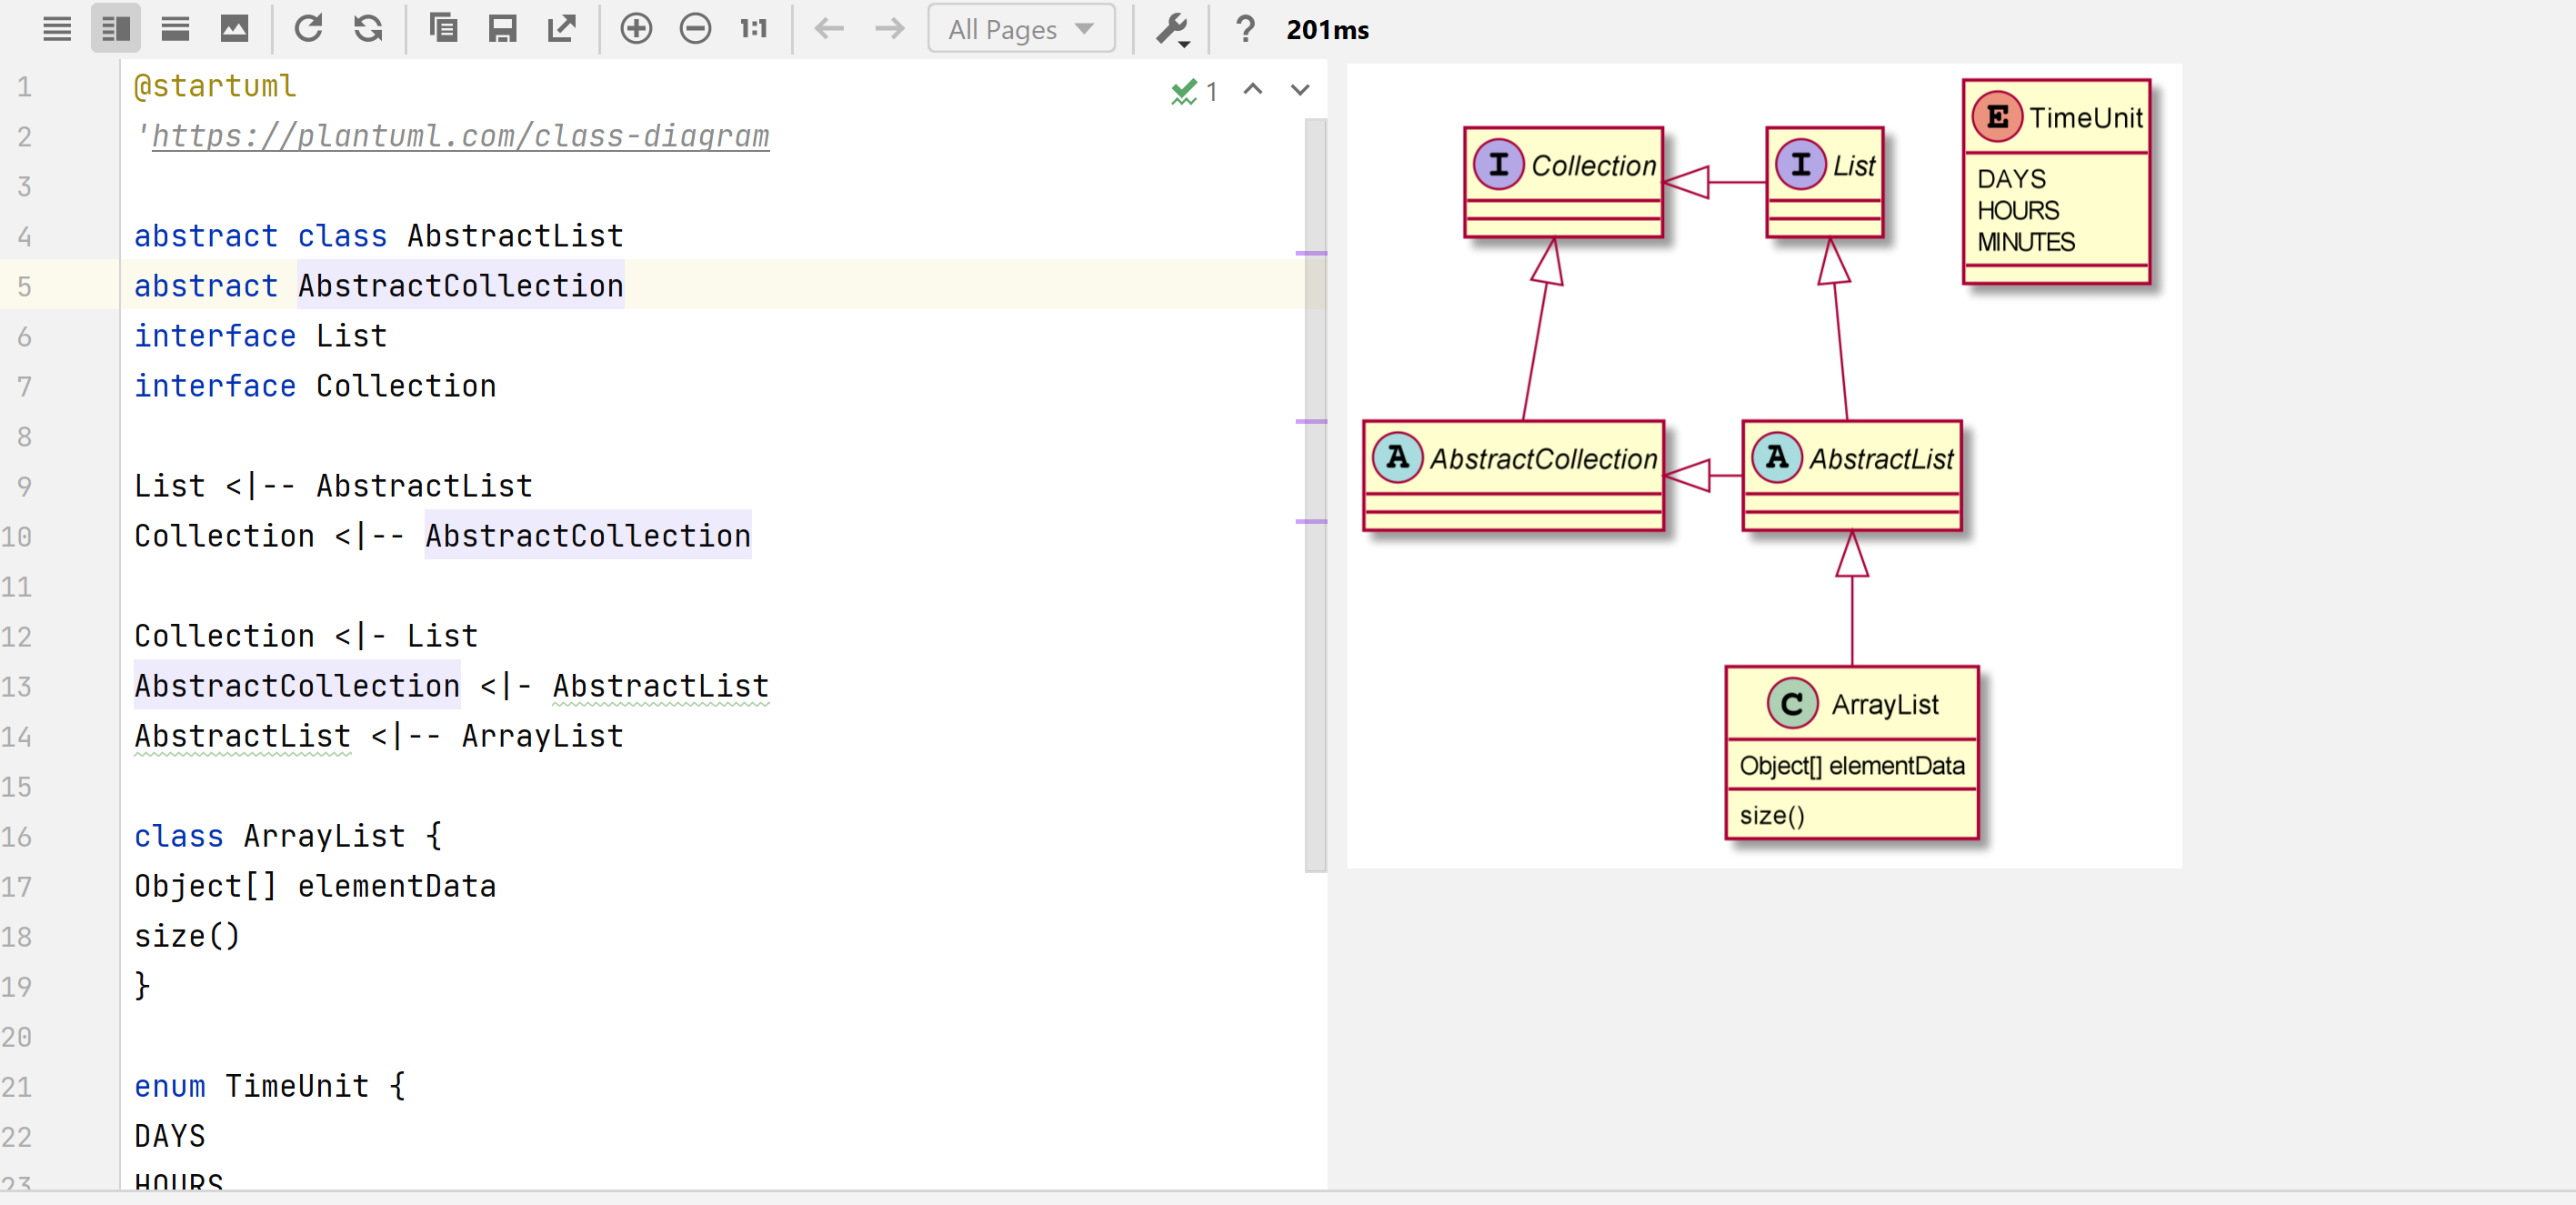 1:1
All Pages
?
201ms
1 @startuml
2 'https://plantuml.com/class-diagram
3
4 abstract class AbstractList
5 abstract AbstractCollection
6 interface List
7 interface Collection
8
9 List <|-- AbstractList
10 Collection <|-- AbstractCollection
11
12 Collection <|- List
13 AbstractCollection <|- AbstractList
14 AbstractList <|-- ArrayList
15
16 class ArrayList {
17 Object[] elementData
18 size()
19 }
20
21 enum TimeUnit {
22 DAYS
23 HOURS
1
I Collection
I List
E TimeUnit
DAYS
HOURS
MINUTES
A AbstractCollection
A AbstractList
C ArrayList
Object[] elementData
size()